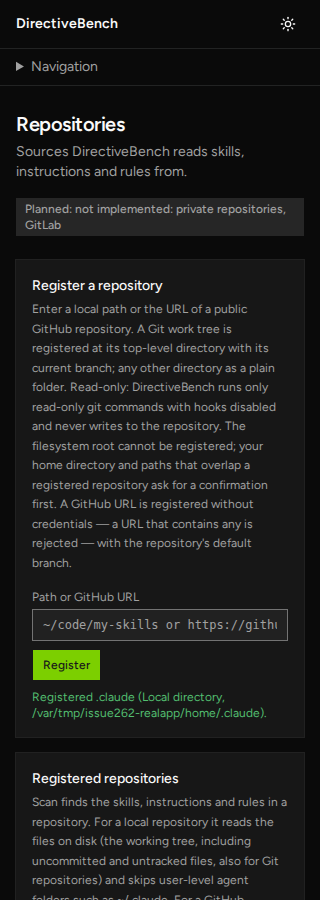 DirectiveBench
Navigation
Repositories
Sources DirectiveBench reads skills,
instructions and rules from.
Planned: not implemented: private repositories,
GitLab
Register a repository
Enter a local path or the URL of a public
GitHub repository. A Git work tree is
registered at its top-level directory with its
current branch; any other directory as a plain
folder. Read-only: DirectiveBench runs only
read-only git commands with hooks disabled
and never writes to the repository. The
filesystem root cannot be registered; your
home directory and paths that overlap a
registered repository ask for a confirmation
first. A GitHub URL is registered without
credentials — a URL that contains any is
rejected — with the repository's default
branch.
Path or GitHub URL
~/code/my-skills or https://githu
Register
Registered .claude (Local directory,
/var/tmp/issue262-realapp/home/.claude).
Registered repositories
Scan finds the skills, instructions and rules in a
repository. For a local repository it reads the
files on disk (the working tree, including
uncommitted and untracked files, also for Git
repositories) and skips user-level agent
folders such as ~/.claude. For a GitHub